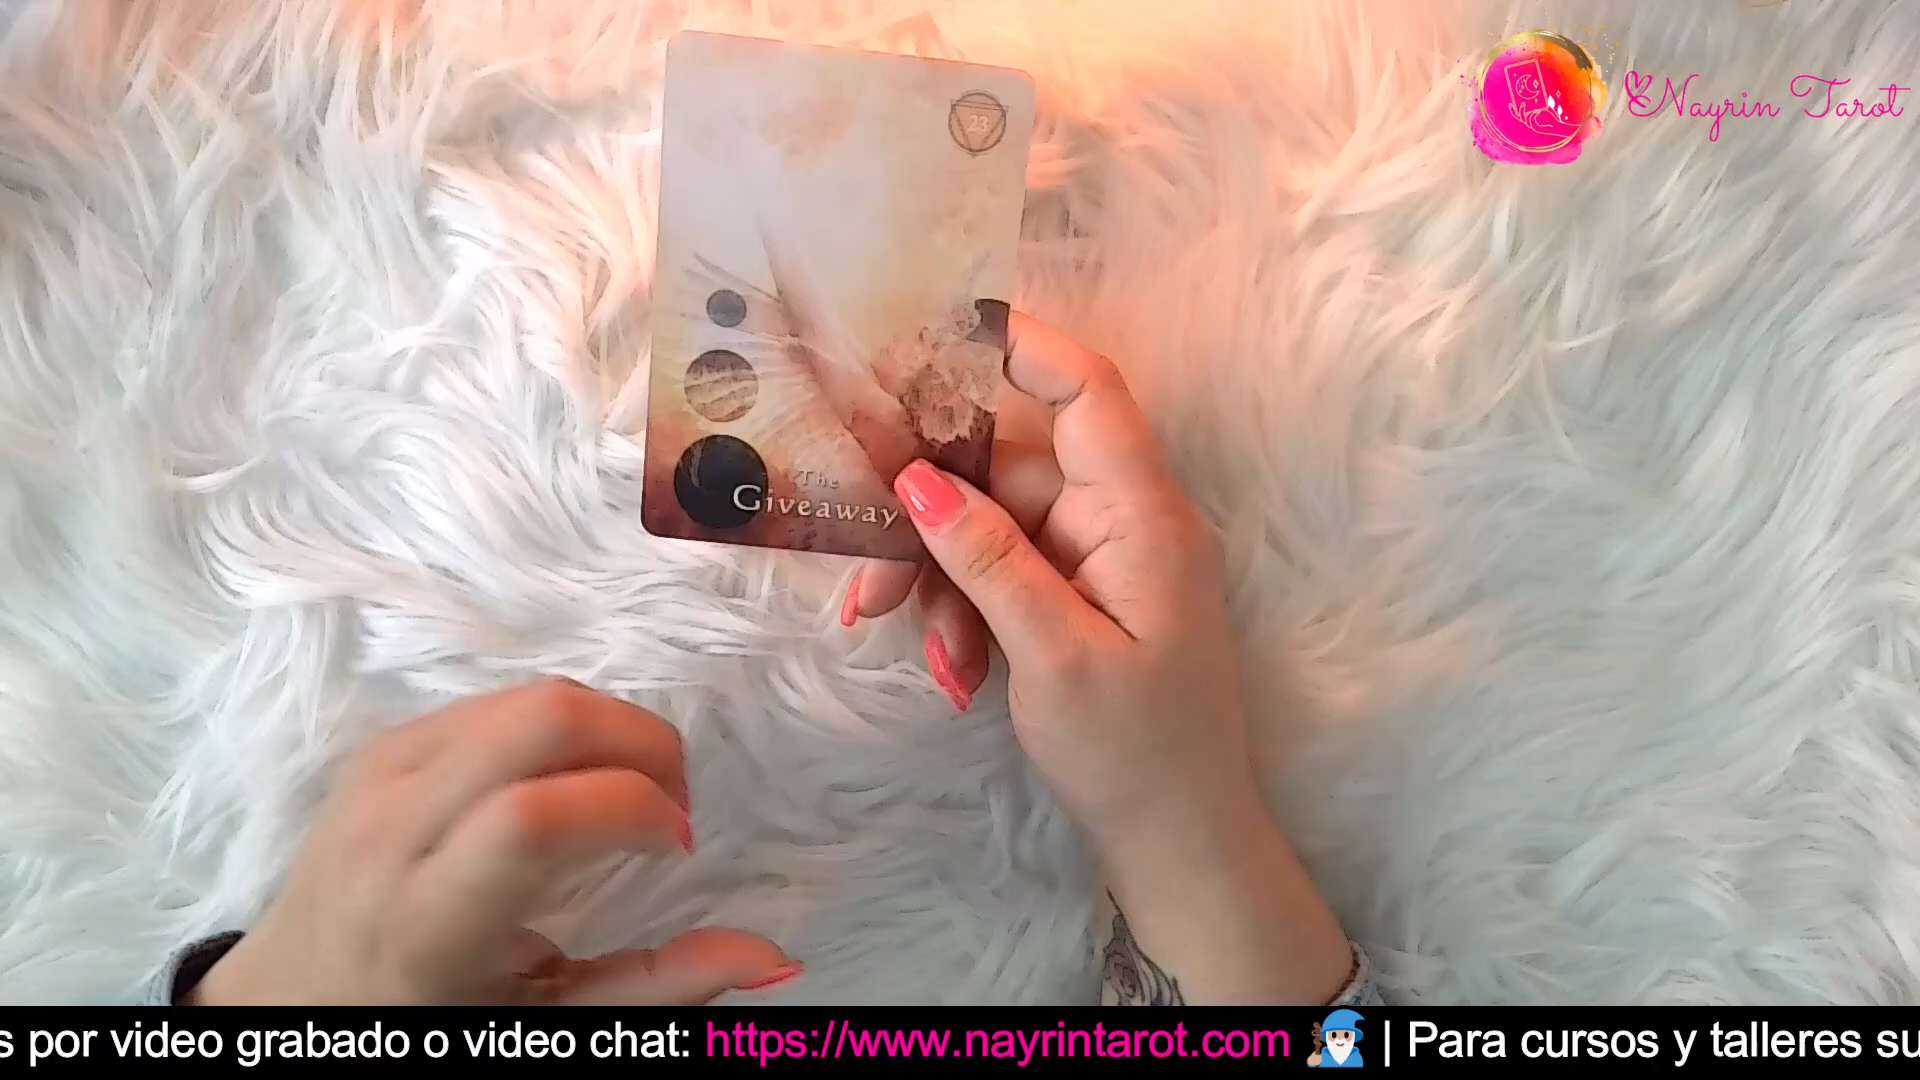 Nayrin Tarot
23
The
Giveaway
s por video grabado o video chat: https://www.nayrintarot.com | Para cursos y talleres su